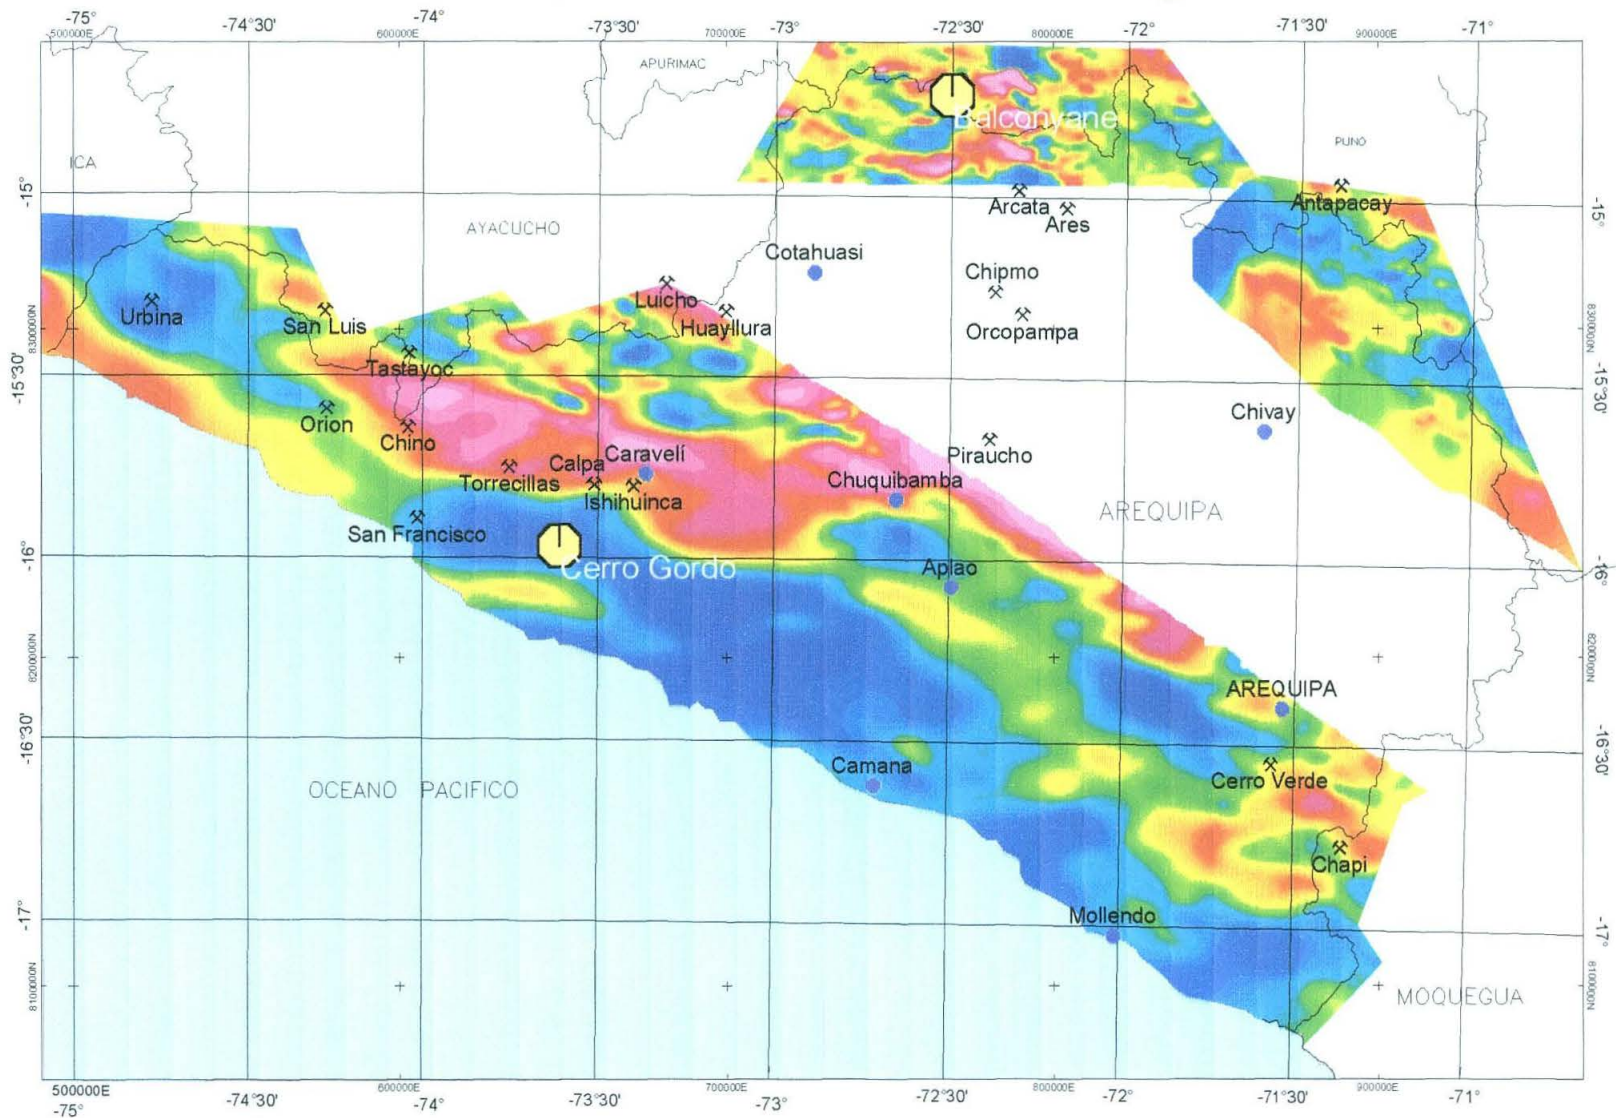 -75° -74°30' -74° -73°30' -73° -72°30' -72° -71°30' -71°
500000E 600000E 700000E 800000E 900000E
APURIMAC
Balconyane
ICA
PUNO
-15° -15°
Arcata Antapacay
Ares
AYACUCHO
Cotahuasi
Chipmo
Luicho
Urbina San Luis Huayllura
Orcopampa
8300000N 8300000N
Tastayoc
-15°30' -15°30'
Orion Chivay
Chino
Calpa Caravelí Piraucho
Torrecillas Chuquibamba
Ishihuinca
AREQUIPA
San Francisco
-16° Cerro Gordo Aplao -16°
8200000N 8200000N
AREQUIPA
-16°30' -16°30'
Camana Cerro Verde
OCEANO PACIFICO
Chapi
-17° Mollendo -17°
8100000N 8100000N
MOQUEGUA
500000E 600000E 700000E 800000E 900000E
-75° -74°30' -74° -73°30' -73° -72°30' -72° -71°30' -71°